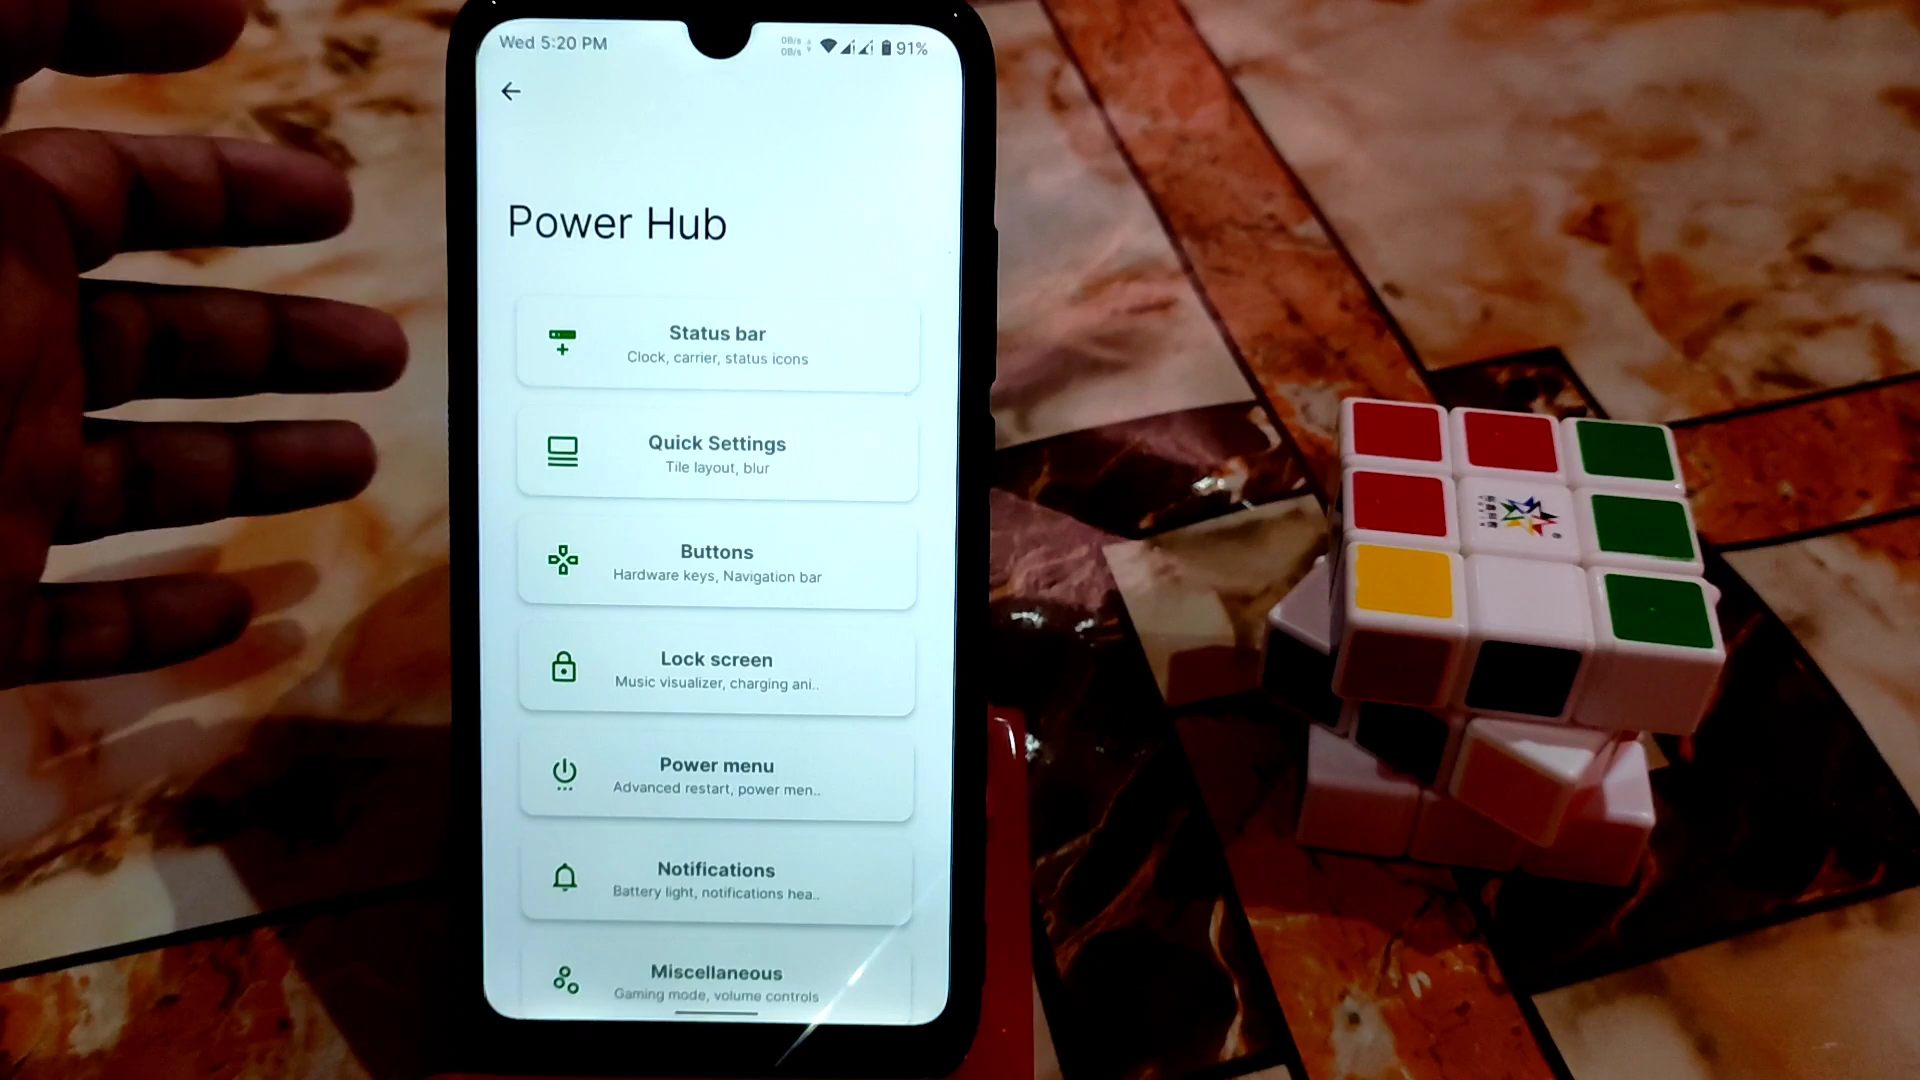 Wed 5:20 PM
0B/s
0B/s
91%
Power Hub
Status bar
Clock, carrier, status icons
Quick Settings
Tile layout, blur
Buttons
Hardware keys, Navigation bar
Lock screen
Music visualizer, charging ani..
Power menu
Advanced restart, power men..
Notifications
Battery light, notifications hea..
Miscellaneous
Gaming mode, volume controls